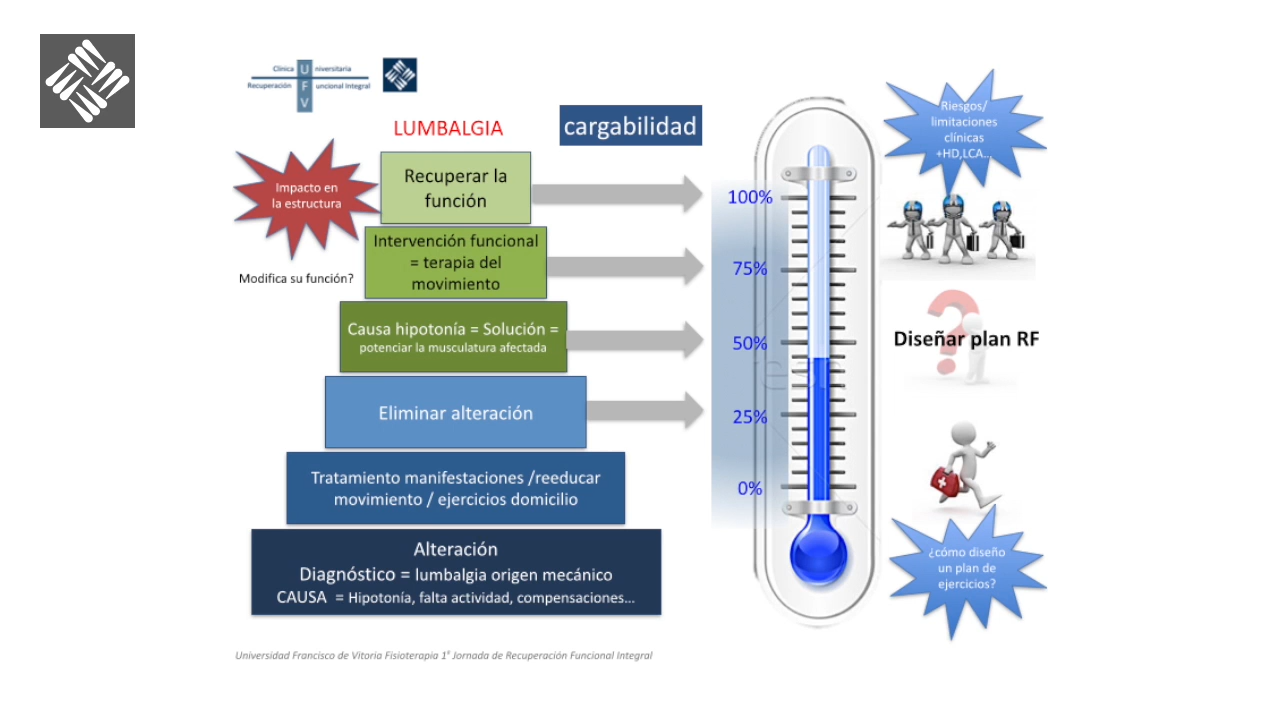 Clínica Universitaria
Recuperación Funcional Integral
V
LUMBALGIA
cargabilidad
Riesgos/
limitaciones
clínicas
+HD,LCA...
Impacto en
la estructura
Recuperar la
función
100%
Intervención funcional
= terapia del
movimiento
Modifica su función?
75%
Causa hipotonía = Solución =
potenciar la musculatura afectada
50%
Diseñar plan RF
Eliminar alteración
25%
Tratamiento manifestaciones /reeducar
movimiento / ejercicios domicilio
0%
Alteración
Diagnóstico = lumbalgia origen mecánico
CAUSA = Hipotonía, falta actividad, compensaciones...
¿cómo diseño
un plan de
ejercicios?
Universidad Francisco de Vitoria Fisioterapia 1ª Jornada de Recuperación Funcional Integral